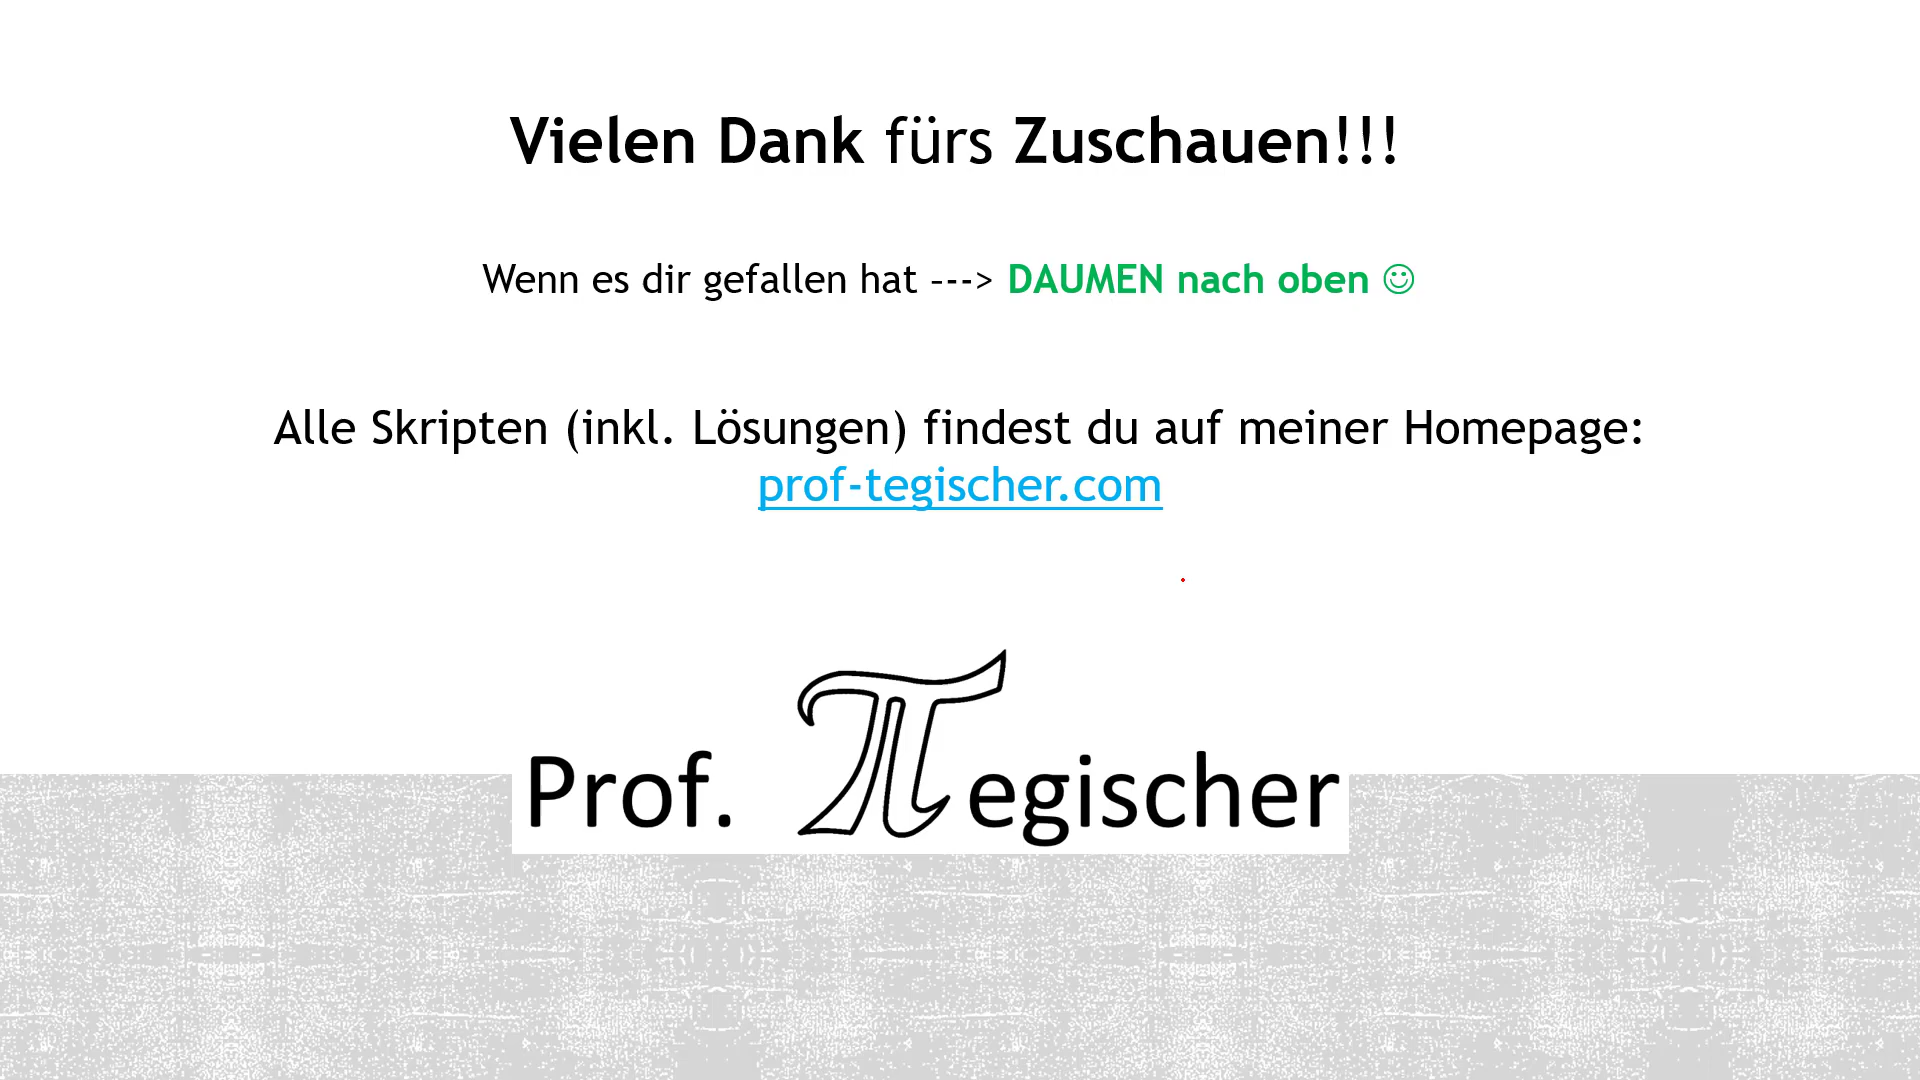 Vielen Dank fürs Zuschauen!!!
Wenn es dir gefallen hat ---> DAUMEN nach oben ☺
Alle Skripten (inkl. Lösungen) findest du auf meiner Homepage:
prof-tegischer.com
Prof. πegischer